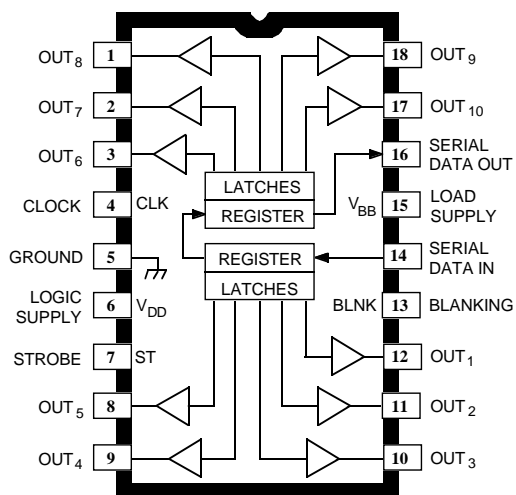 OUT8 1 18 OUT9
OUT7 2 17 OUT10
OUT6 3 16 SERIAL DATA OUT
LATCHES
CLOCK 4 CLK REGISTER VBB 15 LOAD SUPPLY
GROUND 5 REGISTER 14 SERIAL DATA IN
LATCHES
LOGIC SUPPLY 6 VDD BLNK 13 BLANKING
STROBE 7 ST 12 OUT1
OUT5 8 11 OUT2
OUT4 9 10 OUT3